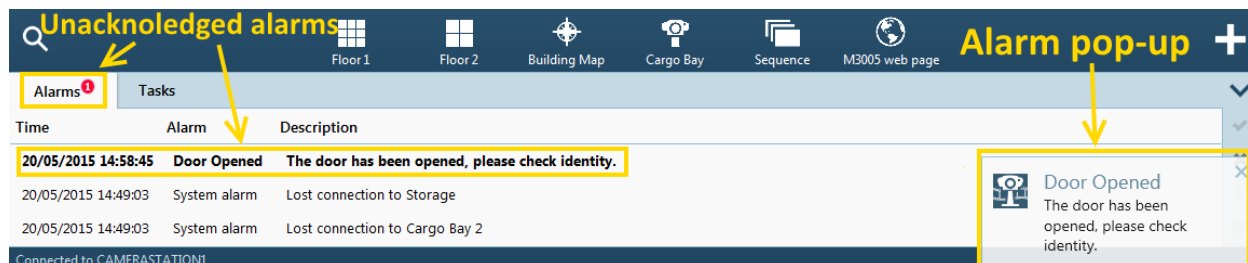 Unacknoledged alarms
Alarm pop-up
Floor 1
Floor 2
Building Map
Cargo Bay
Sequence
M3005 web page
Alarms 1
Tasks
Time Alarm Description
20/05/2015 14:58:45 Door Opened The door has been opened, please check identity.
20/05/2015 14:49:03 System alarm Lost connection to Storage
20/05/2015 14:49:03 System alarm Lost connection to Cargo Bay 2
Door Opened
The door has been
opened, please check
identity.
Connected to CAMERASTATION1